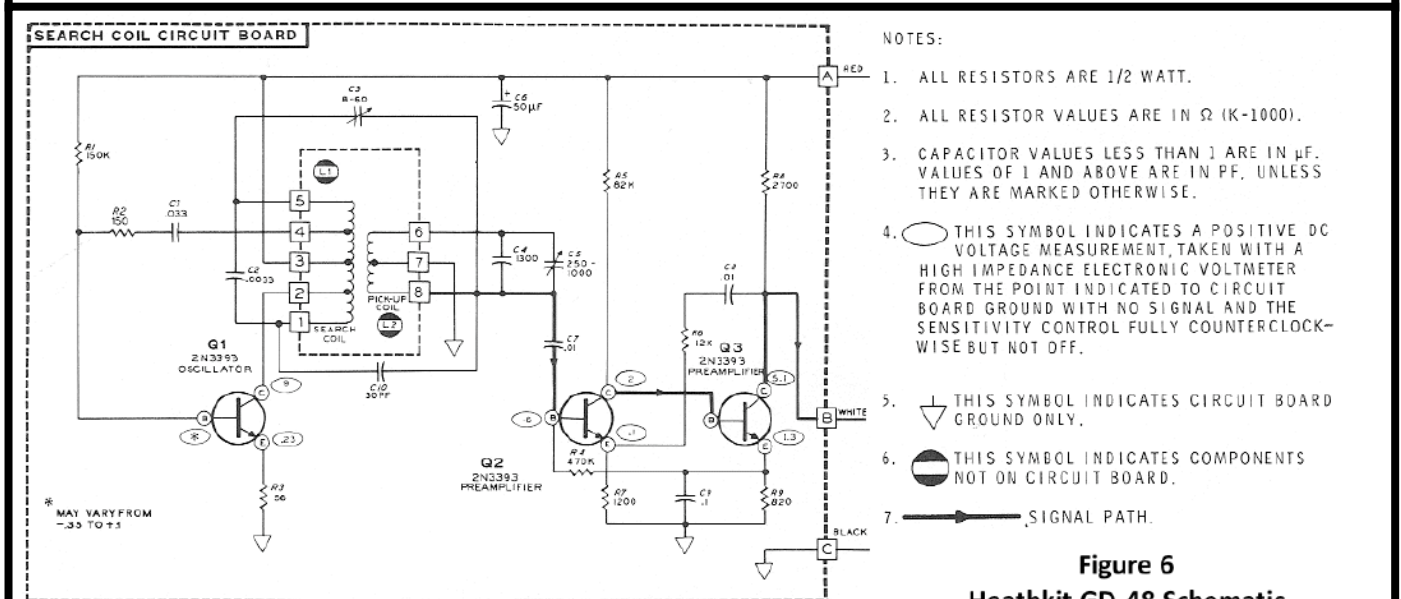 SEARCH COIL CIRCUIT BOARD
A
RED
C3
8-60
+
C6
50µF
R1
150K
L1
R5
82K
R8
2700
5
R2
150
C1
.033
4
6
3
C4
1300
C5
250-
1000
7
C2
.0033
2
8
PICK-UP
COIL
L2
1
SEARCH
COIL
.01
R6
12K
Q1
2N3393
OSCILLATOR
C7
.01
Q3
2N3393
PREAMPLIFIER
C10
30PF
9
C
2
C
5.1
C
B
B
B
B
WHITE
*
E
.23
.6
E
.1
E
1.3
R4
470K
Q2
2N3393
PREAMPLIFIER
R3
56
R7
1200
C9
.1
R9
820
*
MAY VARY FROM
-.35 TO +.5
C
BLACK
NOTES:
1. ALL RESISTORS ARE 1/2 WATT.
2. ALL RESISTOR VALUES ARE IN Ω (K-1000).
3. CAPACITOR VALUES LESS THAN 1 ARE IN µF.
VALUES OF 1 AND ABOVE ARE IN PF, UNLESS
THEY ARE MARKED OTHERWISE.
4. THIS SYMBOL INDICATES A POSITIVE DC
VOLTAGE MEASUREMENT, TAKEN WITH A
HIGH IMPEDANCE ELECTRONIC VOLTMETER
FROM THE POINT INDICATED TO CIRCUIT
BOARD GROUND WITH NO SIGNAL AND THE
SENSITIVITY CONTROL FULLY COUNTERCLOCK-
WISE BUT NOT OFF.
5. THIS SYMBOL INDICATES CIRCUIT BOARD
GROUND ONLY.
6. THIS SYMBOL INDICATES COMPONENTS
NOT ON CIRCUIT BOARD.
7. SIGNAL PATH.
Figure 6
Heathkit GD-48 Schematic